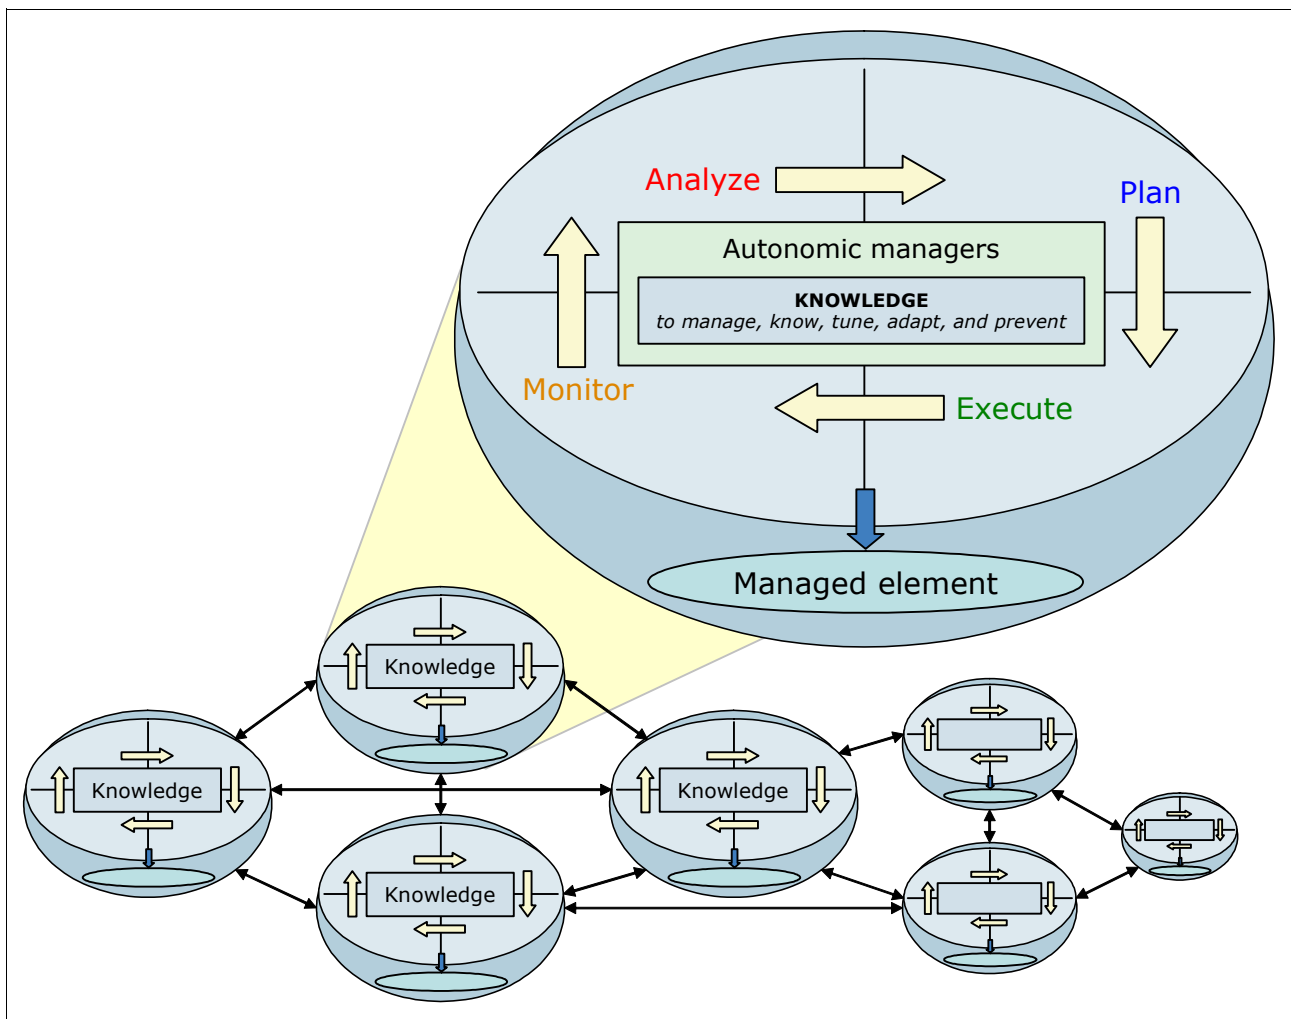 Analyze
Plan
Autonomic managers
KNOWLEDGE
to manage, know, tune, adapt, and prevent
Monitor
Execute
Managed element
Knowledge
Knowledge
Knowledge
Knowledge